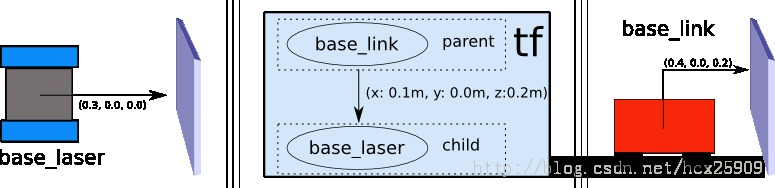 (0.3, 0.0, 0.0)
base_laser
tf
base_link
parent
(x: 0.1m, y: 0.0m, z:0.2m)
base_laser
child
base_link
(0.4, 0.0, 0.2)
http://blog.csdn.net/hcx25909